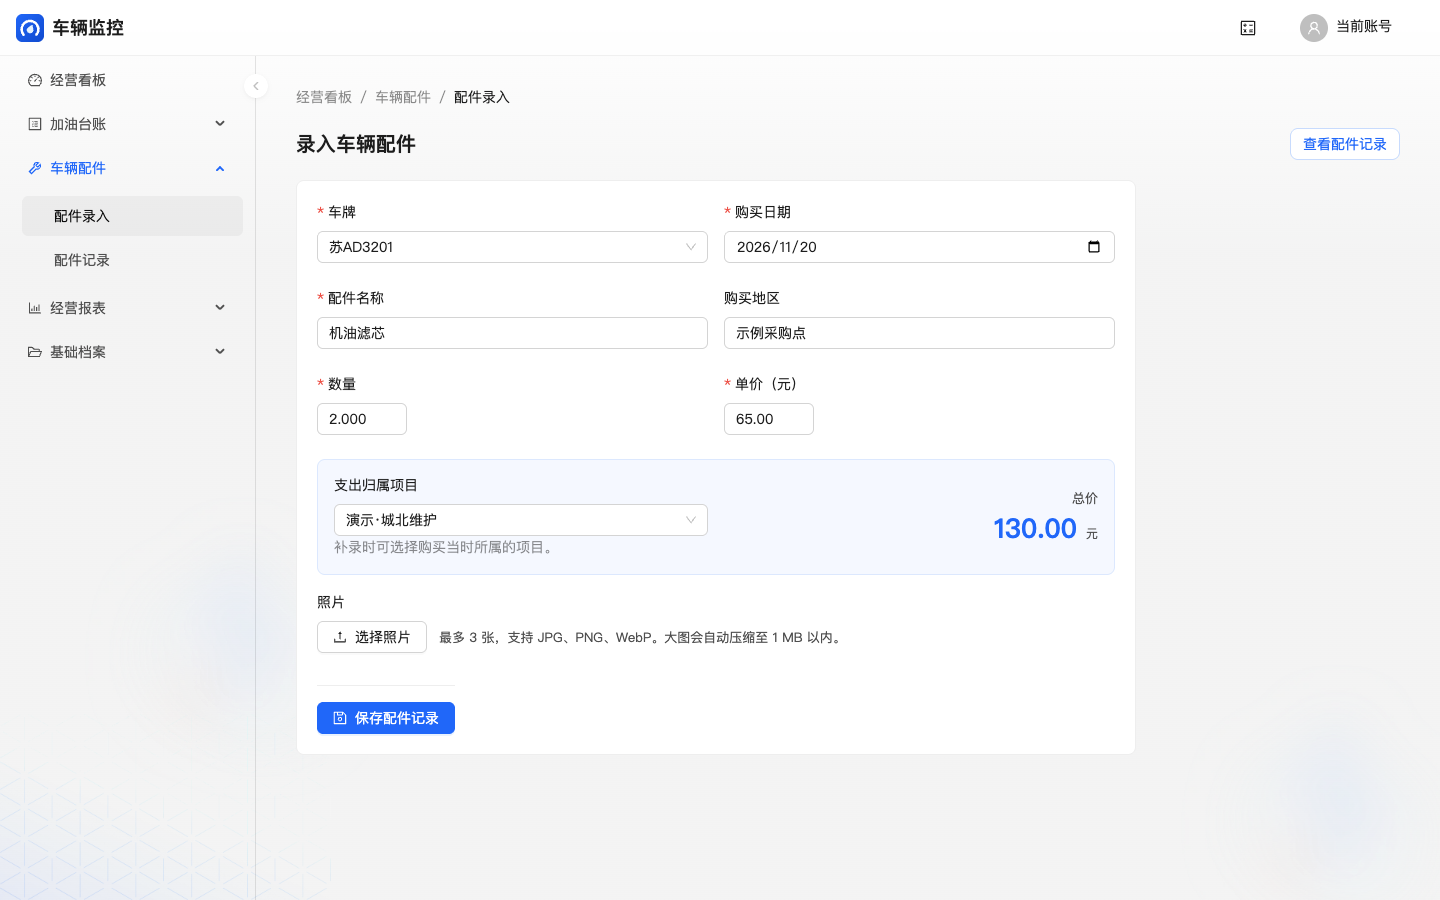 车辆监控
当前账号
经营看板
加油台账
车辆配件
配件录入
配件记录
经营报表
基础档案
经营看板 / 车辆配件 / 配件录入
录入车辆配件
查看配件记录
* 车牌
* 购买日期
苏AD3201
2026/11/20
* 配件名称
购买地区
机油滤芯
示例采购点
* 数量
* 单价（元）
2.000
65.00
支出归属项目
总价
演示·城北维护
130.00 元
补录时可选择购买当时所属的项目。
照片
选择照片
最多 3 张，支持 JPG、PNG、WebP。大图会自动压缩至 1 MB 以内。
保存配件记录